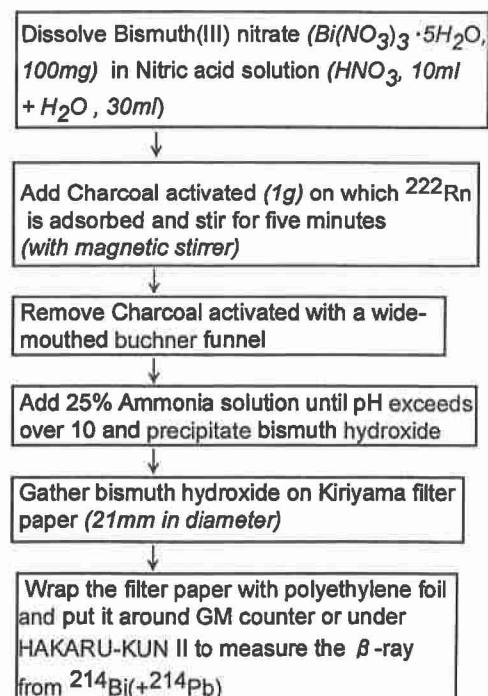 Dissolve Bismuth(III) nitrate (Bi(NO3)3 ·5H2O,
100mg) in Nitric acid solution (HNO3, 10ml
+ H2O , 30ml)
Add Charcoal activated (1g) on which 222Rn
is adsorbed and stir for five minutes
(with magnetic stirrer)
Remove Charcoal activated with a wide-
mouthed buchner funnel
Add 25% Ammonia solution until pH exceeds
over 10 and precipitate bismuth hydroxide
Gather bismuth hydroxide on Kiriyama filter
paper (21mm in diameter)
Wrap the filter paper with polyethylene foil
and put it around GM counter or under
HAKARU-KUN II to measure the β-ray
from 214Bi(+214Pb)